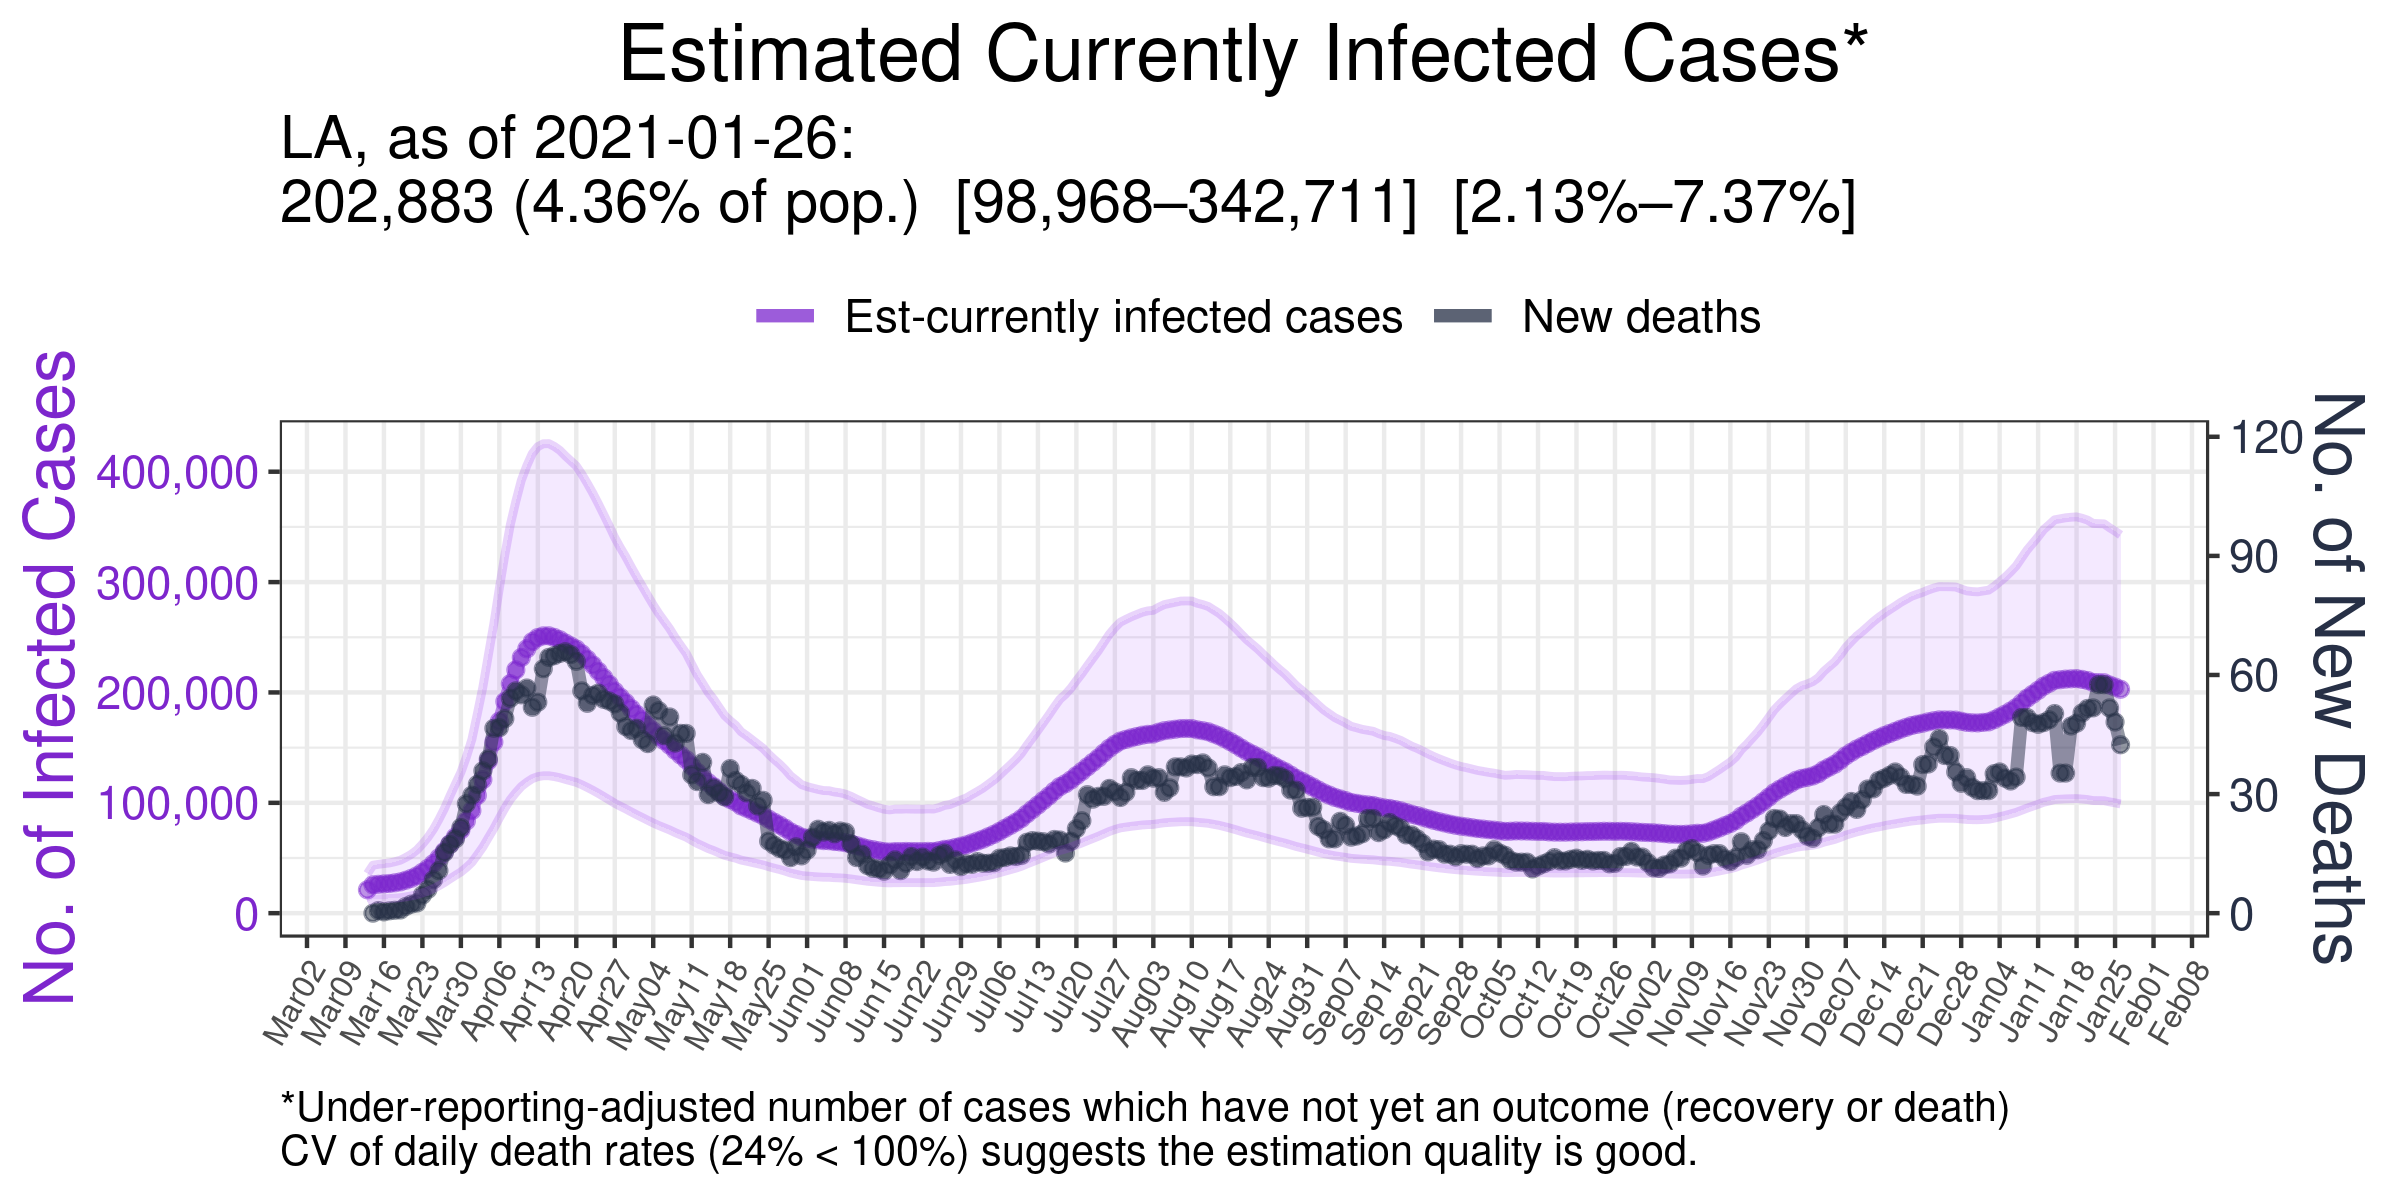 Estimated Currently Infected Cases*
LA, as of 2021-01-26:
202,883 (4.36% of pop.) [98,968–342,711] [2.13%–7.37%]
Est-currently infected cases New deaths
No. of Infected Cases
400,000
300,000
200,000
100,000
0
120
90
60
30
0
No. of New Deaths
Mar02 Mar09 Mar16 Mar23 Mar30 Apr06 Apr13 Apr20 Apr27 May04 May11 May18 May25 Jun01 Jun08 Jun15 Jun22 Jun29 Jul06 Jul13 Jul20 Jul27 Aug03 Aug10 Aug17 Aug24 Aug31 Sep07 Sep14 Sep21 Sep28 Oct05 Oct12 Oct19 Oct26 Nov02 Nov09 Nov16 Nov23 Nov30 Dec07 Dec14 Dec21 Dec28 Jan04 Jan11 Jan18 Jan25 Feb01 Feb08
*Under-reporting-adjusted number of cases which have not yet an outcome (recovery or death)
CV of daily death rates (24% < 100%) suggests the estimation quality is good.